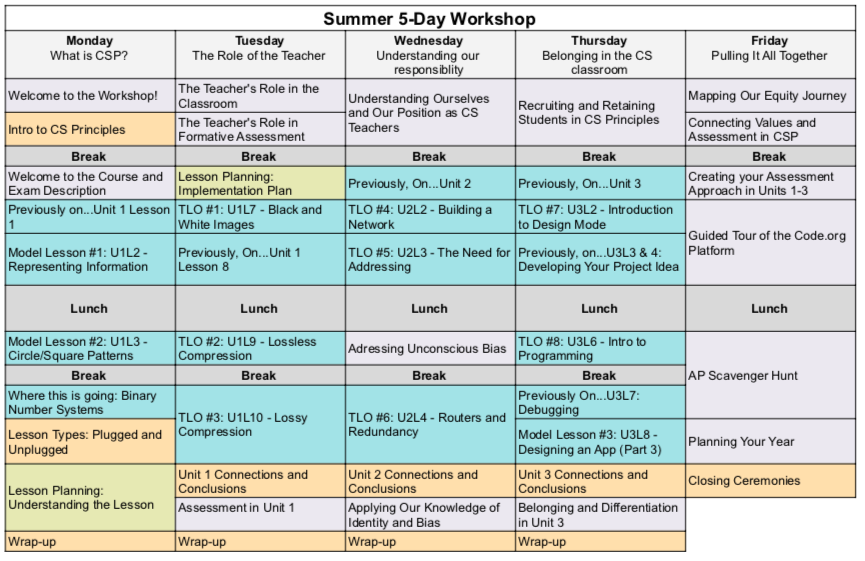 Summer 5-Day Workshop
Monday
What is CSP?
Tuesday
The Role of the Teacher
Wednesday
Understanding our
responsiblity
Thursday
Belonging in the CS
classroom
Friday
Pulling It All Together
Welcome to the Workshop!
The Teacher's Role in the
Classroom
Understanding Ourselves
and Our Position as CS
Teachers
Recruiting and Retaining
Students in CS Principles
Mapping Our Equity Journey
Intro to CS Principles
The Teacher's Role in
Formative Assessment
Connecting Values and
Assessment in CSP
Break
Break
Break
Break
Break
Welcome to the Course and
Exam Description
Lesson Planning:
Implementation Plan
Previously, On...Unit 2
Previously, On...Unit 3
Creating your Assessment
Approach in Units 1-3
Previously on...Unit 1 Lesson
1
TLO #1: U1L7 - Black and
White Images
TLO #4: U2L2 - Building a
Network
TLO #7: U3L2 - Introduction
to Design Mode
Guided Tour of the Code.org
Platform
Model Lesson #1: U1L2 -
Representing Information
Previously, On...Unit 1
Lesson 8
TLO #5: U2L3 - The Need for
Addressing
Previously, on...U3L3 & 4:
Developing Your Project Idea
Lunch
Lunch
Lunch
Lunch
Lunch
Model Lesson #2: U1L3 -
Circle/Square Patterns
TLO #2: U1L9 - Lossless
Compression
Adressing Unconscious Bias
TLO #8: U3L6 - Intro to
Programming
AP Scavenger Hunt
Break
Break
Break
Break
Where this is going: Binary
Number Systems
TLO #3: U1L10 - Lossy
Compression
TLO #6: U2L4 - Routers and
Redundancy
Previously On...U3L7:
Debugging
Lesson Types: Plugged and
Unplugged
Model Lesson #3: U3L8 -
Designing an App (Part 3)
Planning Your Year
Lesson Planning:
Understanding the Lesson
Unit 1 Connections and
Conclusions
Unit 2 Connections and
Conclusions
Unit 3 Connections and
Conclusions
Closing Ceremonies
Assessment in Unit 1
Applying Our Knowledge of
Identity and Bias
Belonging and Differentiation
in Unit 3
Wrap-up
Wrap-up
Wrap-up
Wrap-up